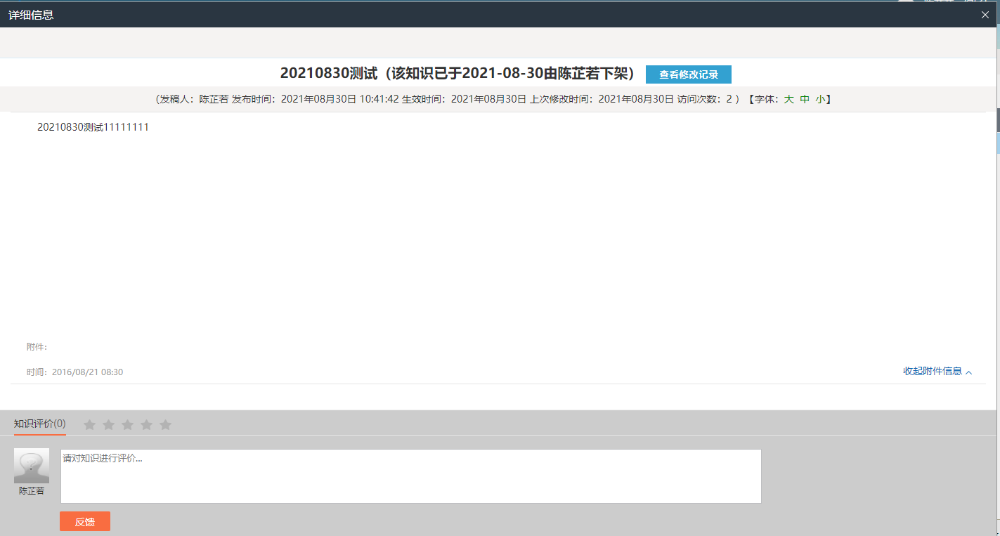 详细信息
20210830测试（该知识已于2021-08-30由陈芷若下架） 查看修改记录
（发稿人：陈芷若 发布时间：2021年08月30日 10:41:42 生效时间：2021年08月30日 上次修改时间：2021年08月30日 访问次数：2 ）【字体：大 中 小】
20210830测试11111111
附件：
时间：2016/08/21 08:30 收起附件信息
知识评价(0)
请对知识进行评价...
陈芷若
反馈